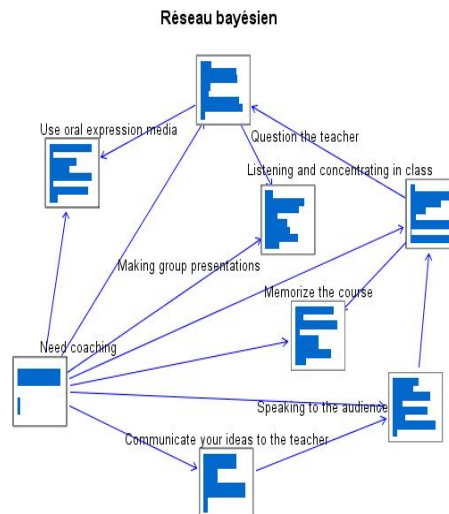 Réseau bayésien
Use oral expression media
Question the teacher
Listening and concentrating in class
Making group presentations
Memorize the course
Need coaching
Speaking to the audience
Communicate your ideas to the teacher